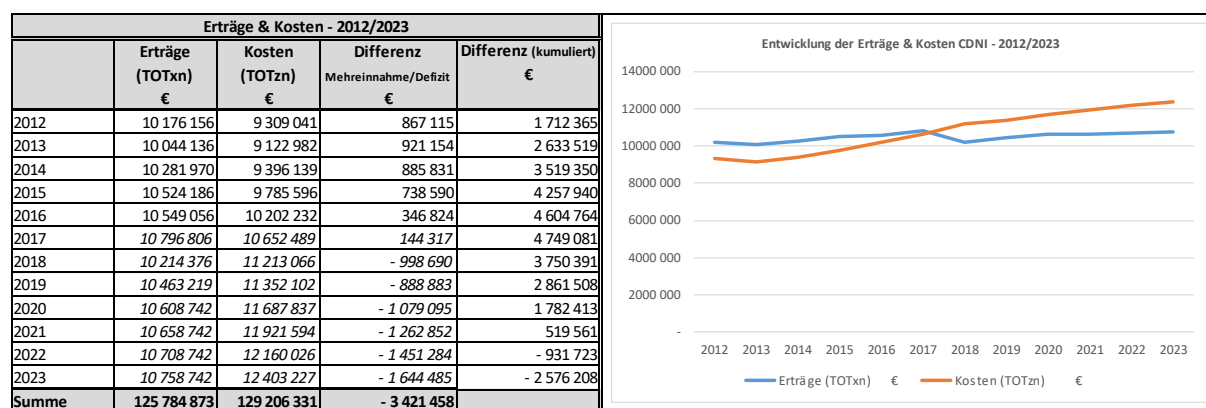 Erträge & Kosten - 2012/2023
Erträge Kosten Differenz Differenz (kumuliert)
(TOTxn) (TOTzn) Mehreinnahme/Defizit €
€ € €
2012 10 176 156 9 309 041 867 115 1 712 365
2013 10 044 136 9 122 982 921 154 2 633 519
2014 10 281 970 9 396 139 885 831 3 519 350
2015 10 524 186 9 785 596 738 590 4 257 940
2016 10 549 056 10 202 232 346 824 4 604 764
2017 10 796 806 10 652 489 144 317 4 749 081
2018 10 214 376 11 213 066 - 998 690 3 750 391
2019 10 463 219 11 352 102 - 888 883 2 861 508
2020 10 608 742 11 687 837 - 1 079 095 1 782 413
2021 10 658 742 11 921 594 - 1 262 852 519 561
2022 10 708 742 12 160 026 - 1 451 284 - 931 723
2023 10 758 742 12 403 227 - 1 644 485 - 2 576 208
Summe 125 784 873 129 206 331 - 3 421 458
Entwicklung der Erträge & Kosten CDNI - 2012/2023
14000 000
12000 000
10000 000
8000 000
6000 000
4000 000
2000 000
-
2012 2013 2014 2015 2016 2017 2018 2019 2020 2021 2022 2023
Erträge (TOTxn) € Kosten (TOTzn) €